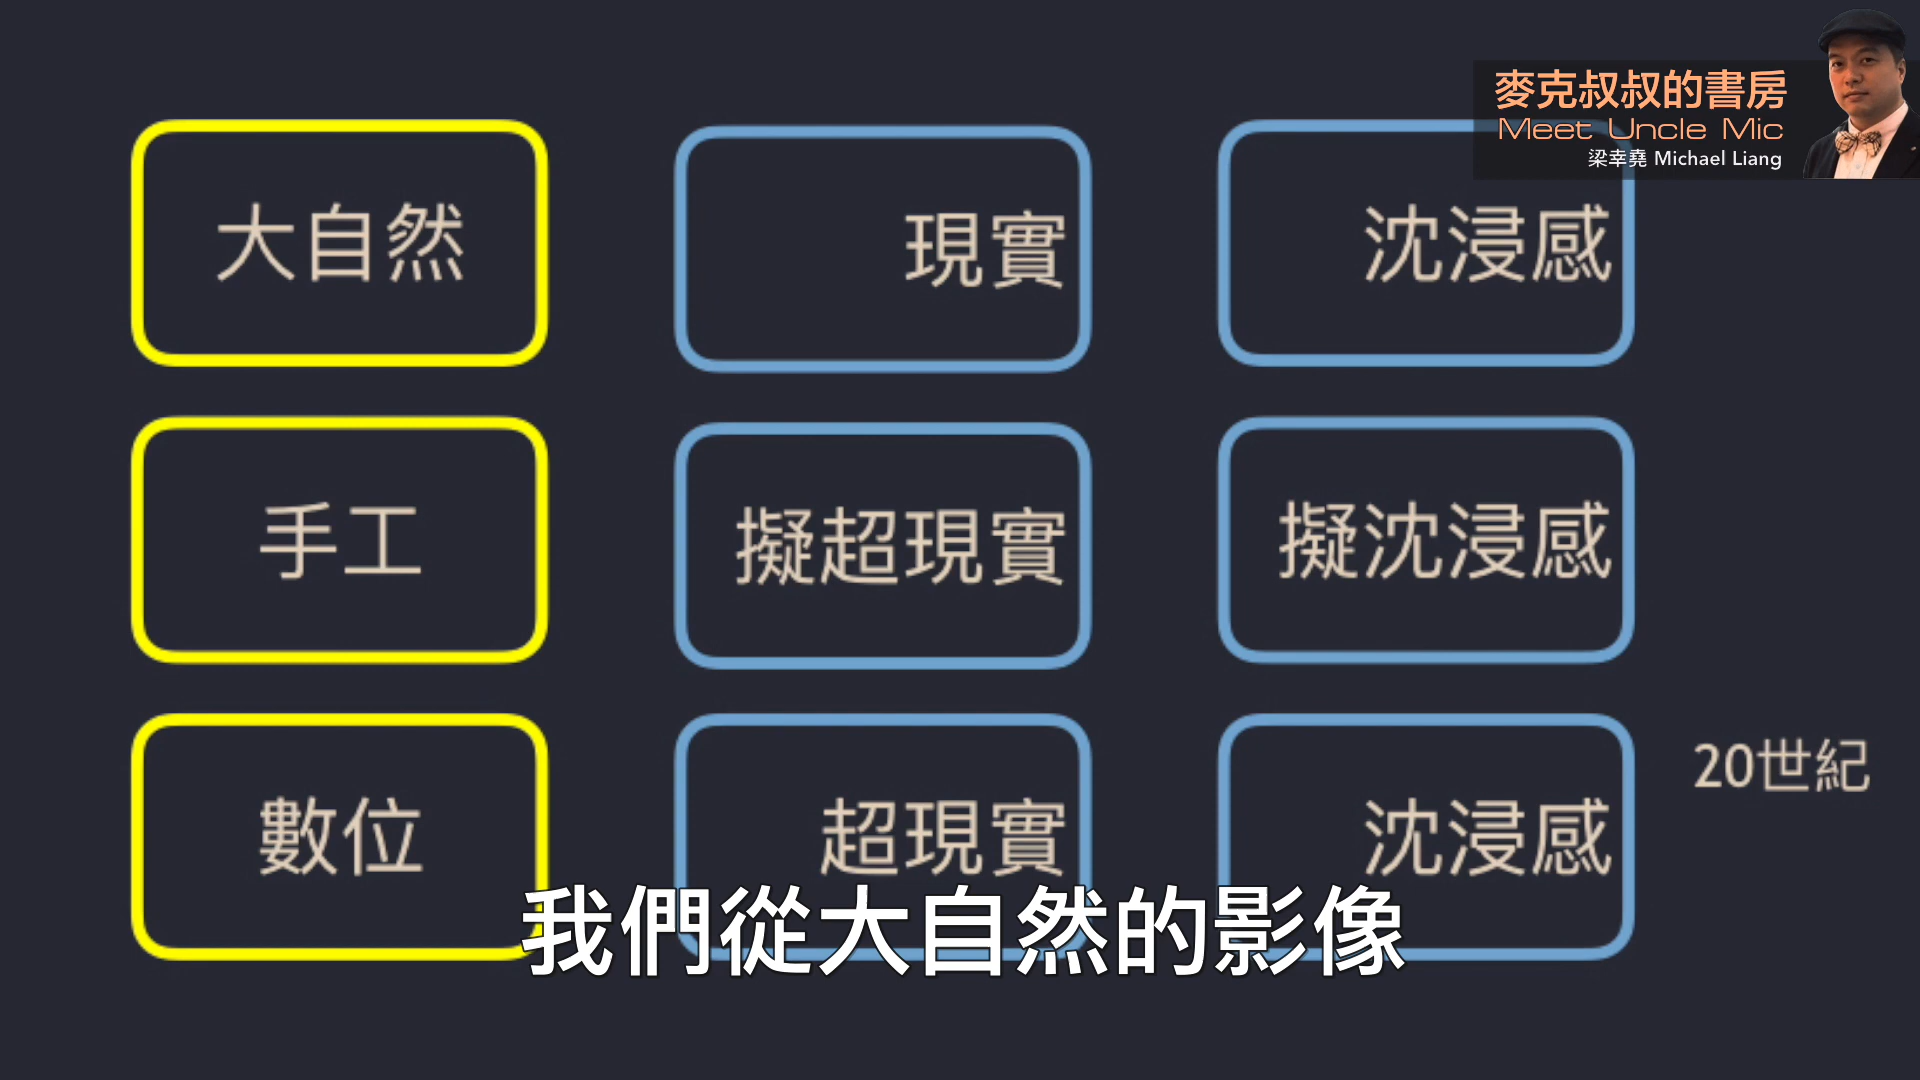 麥克叔叔的書房
Meet Uncle Mic
梁幸堯 Michael Liang
大自然
現實
沈浸感
手工
擬超現實
擬沈浸感
數位
超現實
沈浸感
20世紀
我們從大自然的影像